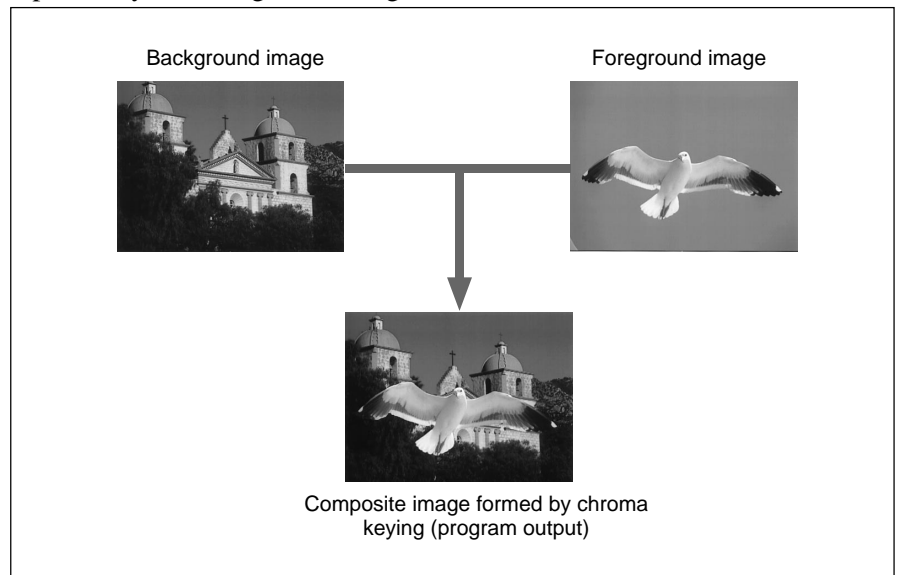 Background image
Foreground image
Composite image formed by chroma
keying (program output)